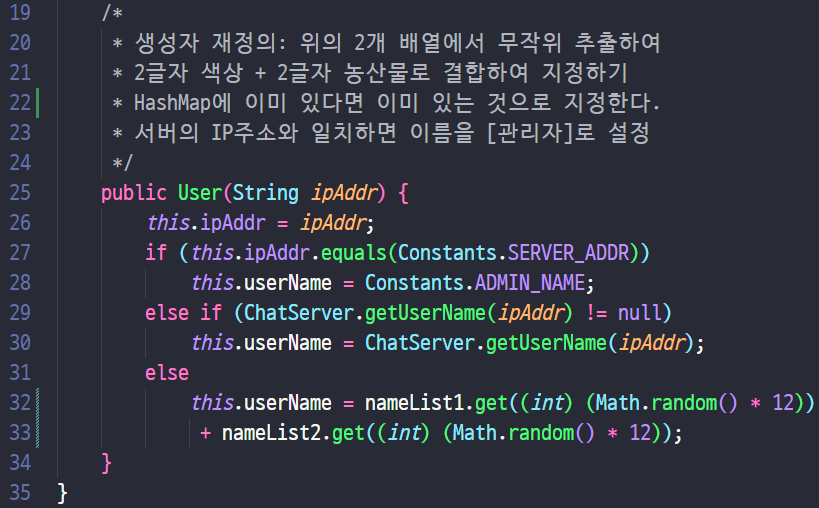 19 /*
20 * 생성자 재정의: 위의 2개 배열에서 무작위 추출하여
21 * 2글자 색상 + 2글자 농산물로 결합하여 지정하기
22 * HashMap에 이미 있다면 이미 있는 것으로 지정한다.
23 * 서버의 IP주소와 일치하면 이름을 [관리자]로 설정
24 */
25 public User(String ipAddr) {
26 this.ipAddr = ipAddr;
27 if (this.ipAddr.equals(Constants.SERVER_ADDR))
28 this.userName = Constants.ADMIN_NAME;
29 else if (ChatServer.getUserName(ipAddr) != null)
30 this.userName = ChatServer.getUserName(ipAddr);
31 else
32 this.userName = nameList1.get((int) (Math.random() * 12))
33 + nameList2.get((int) (Math.random() * 12));
34 }
35 }